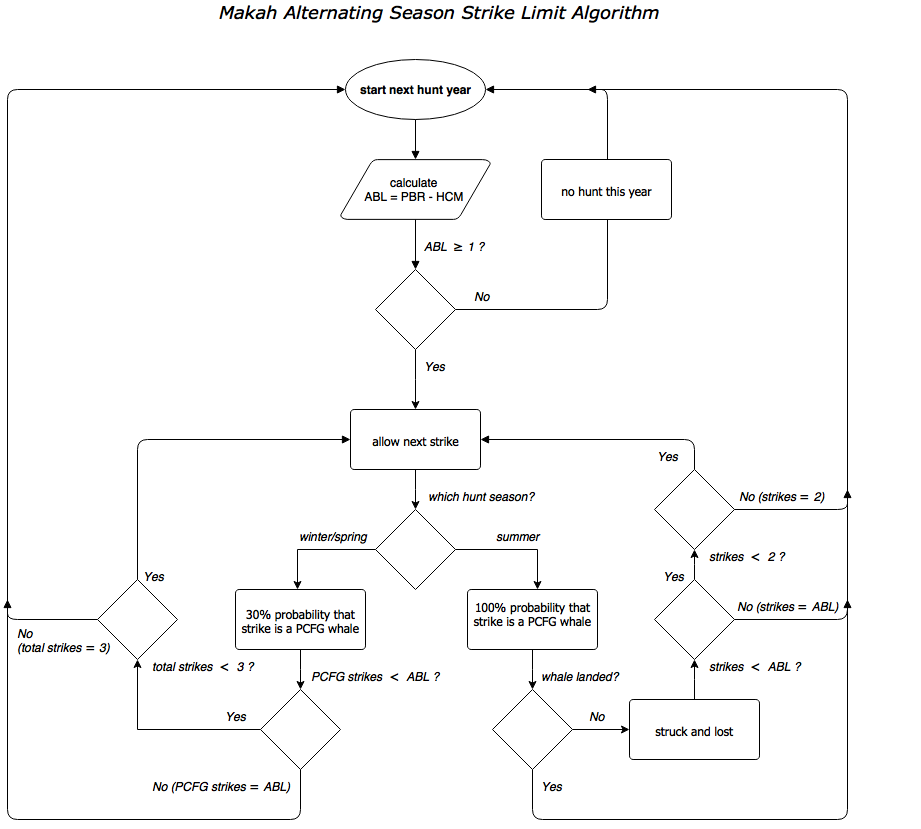 Makah Alternating Season Strike Limit Algorithm
start next hunt year
calculate
ABL = PBR - HCM
no hunt this year
ABL ≥ 1 ?
No
Yes
allow next strike
Yes
which hunt season?
No (strikes = 2)
winter/spring
summer
strikes < 2 ?
Yes
Yes
30% probability that
strike is a PCFG whale
100% probability that
strike is a PCFG whale
No (strikes = ABL)
No
(total strikes = 3)
total strikes < 3 ?
PCFG strikes < ABL ?
whale landed?
strikes < ABL ?
Yes
No
struck and lost
No (PCFG strikes = ABL)
Yes